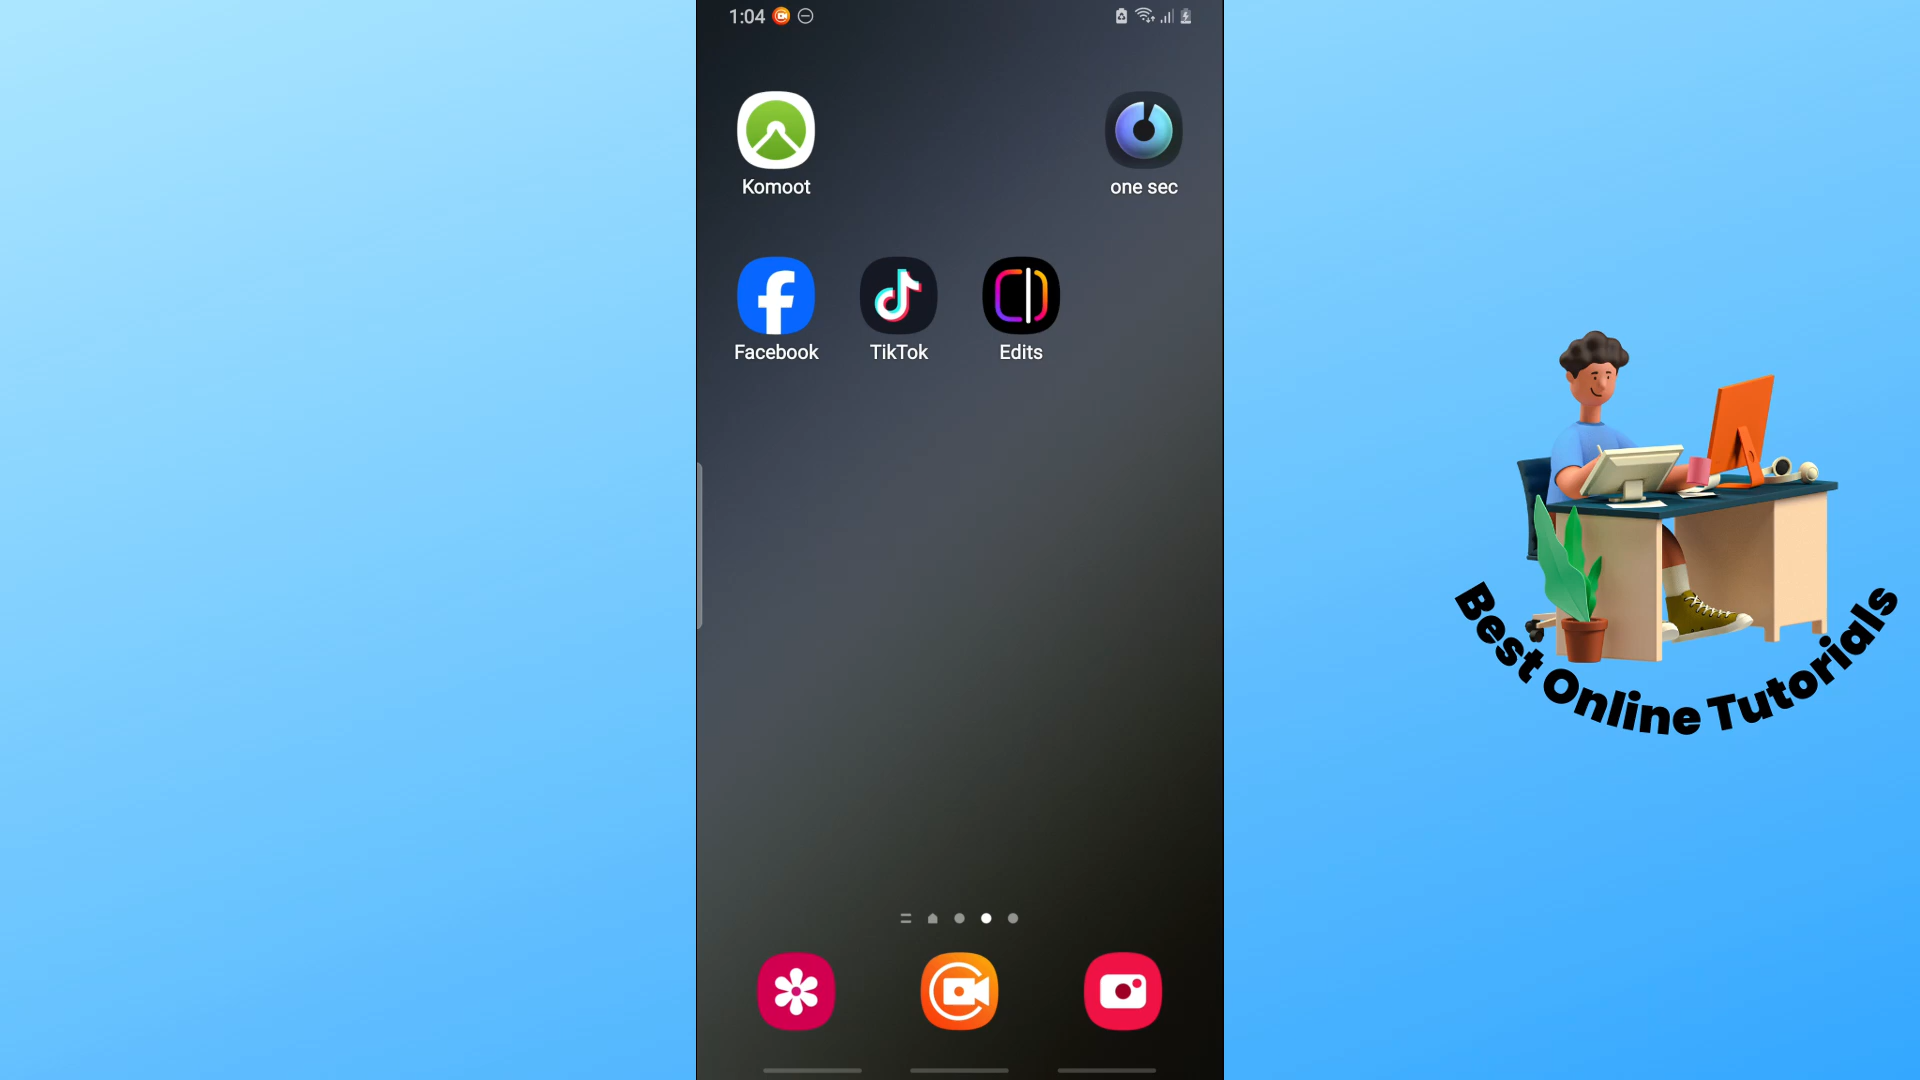 1:04
Komoot
one sec
Facebook
TikTok
Edits
Best Online Tutorials